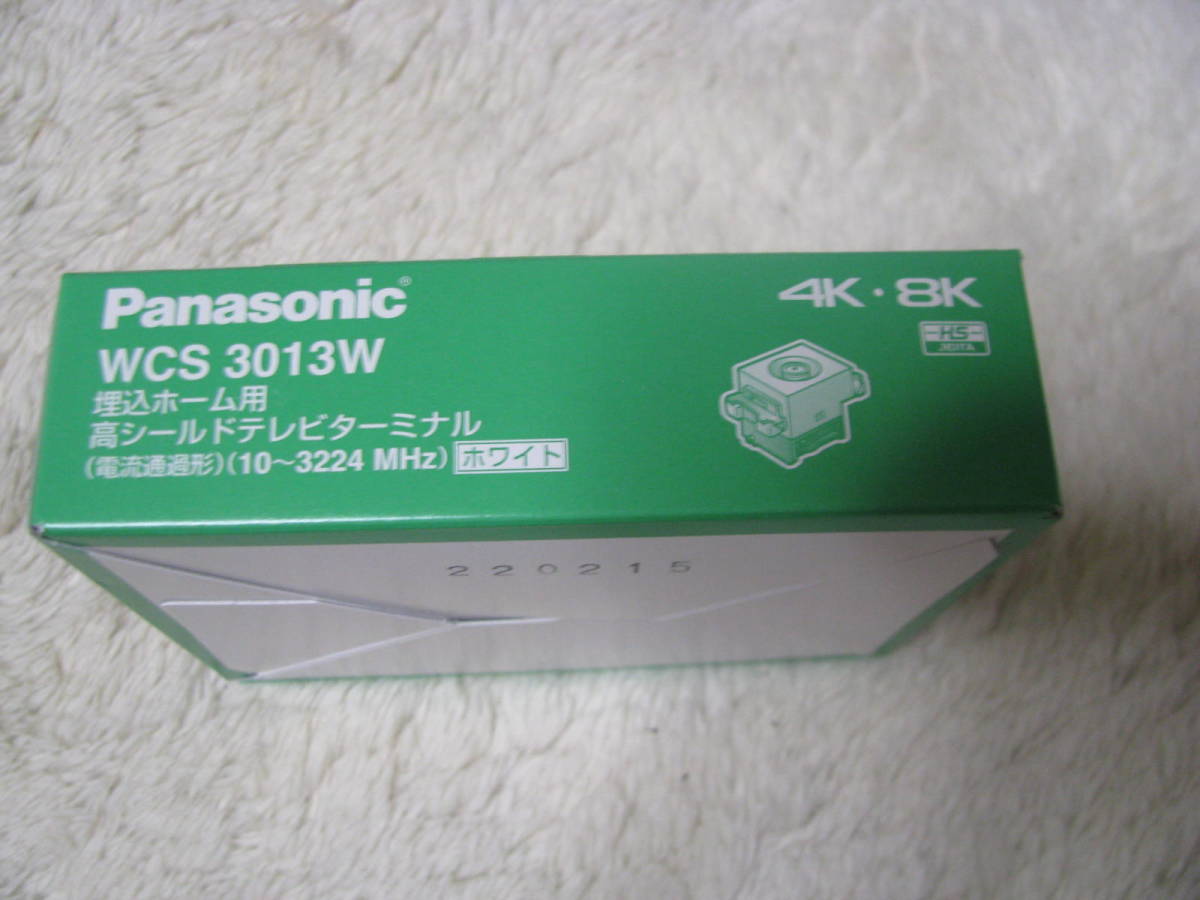 Panasonic®
WCS 3013W
埋込ホーム用
高シールドテレビターミナル
(電流通過形)(10～3224 MHz) ホワイト
4K・8K
HS
JEITA
220215